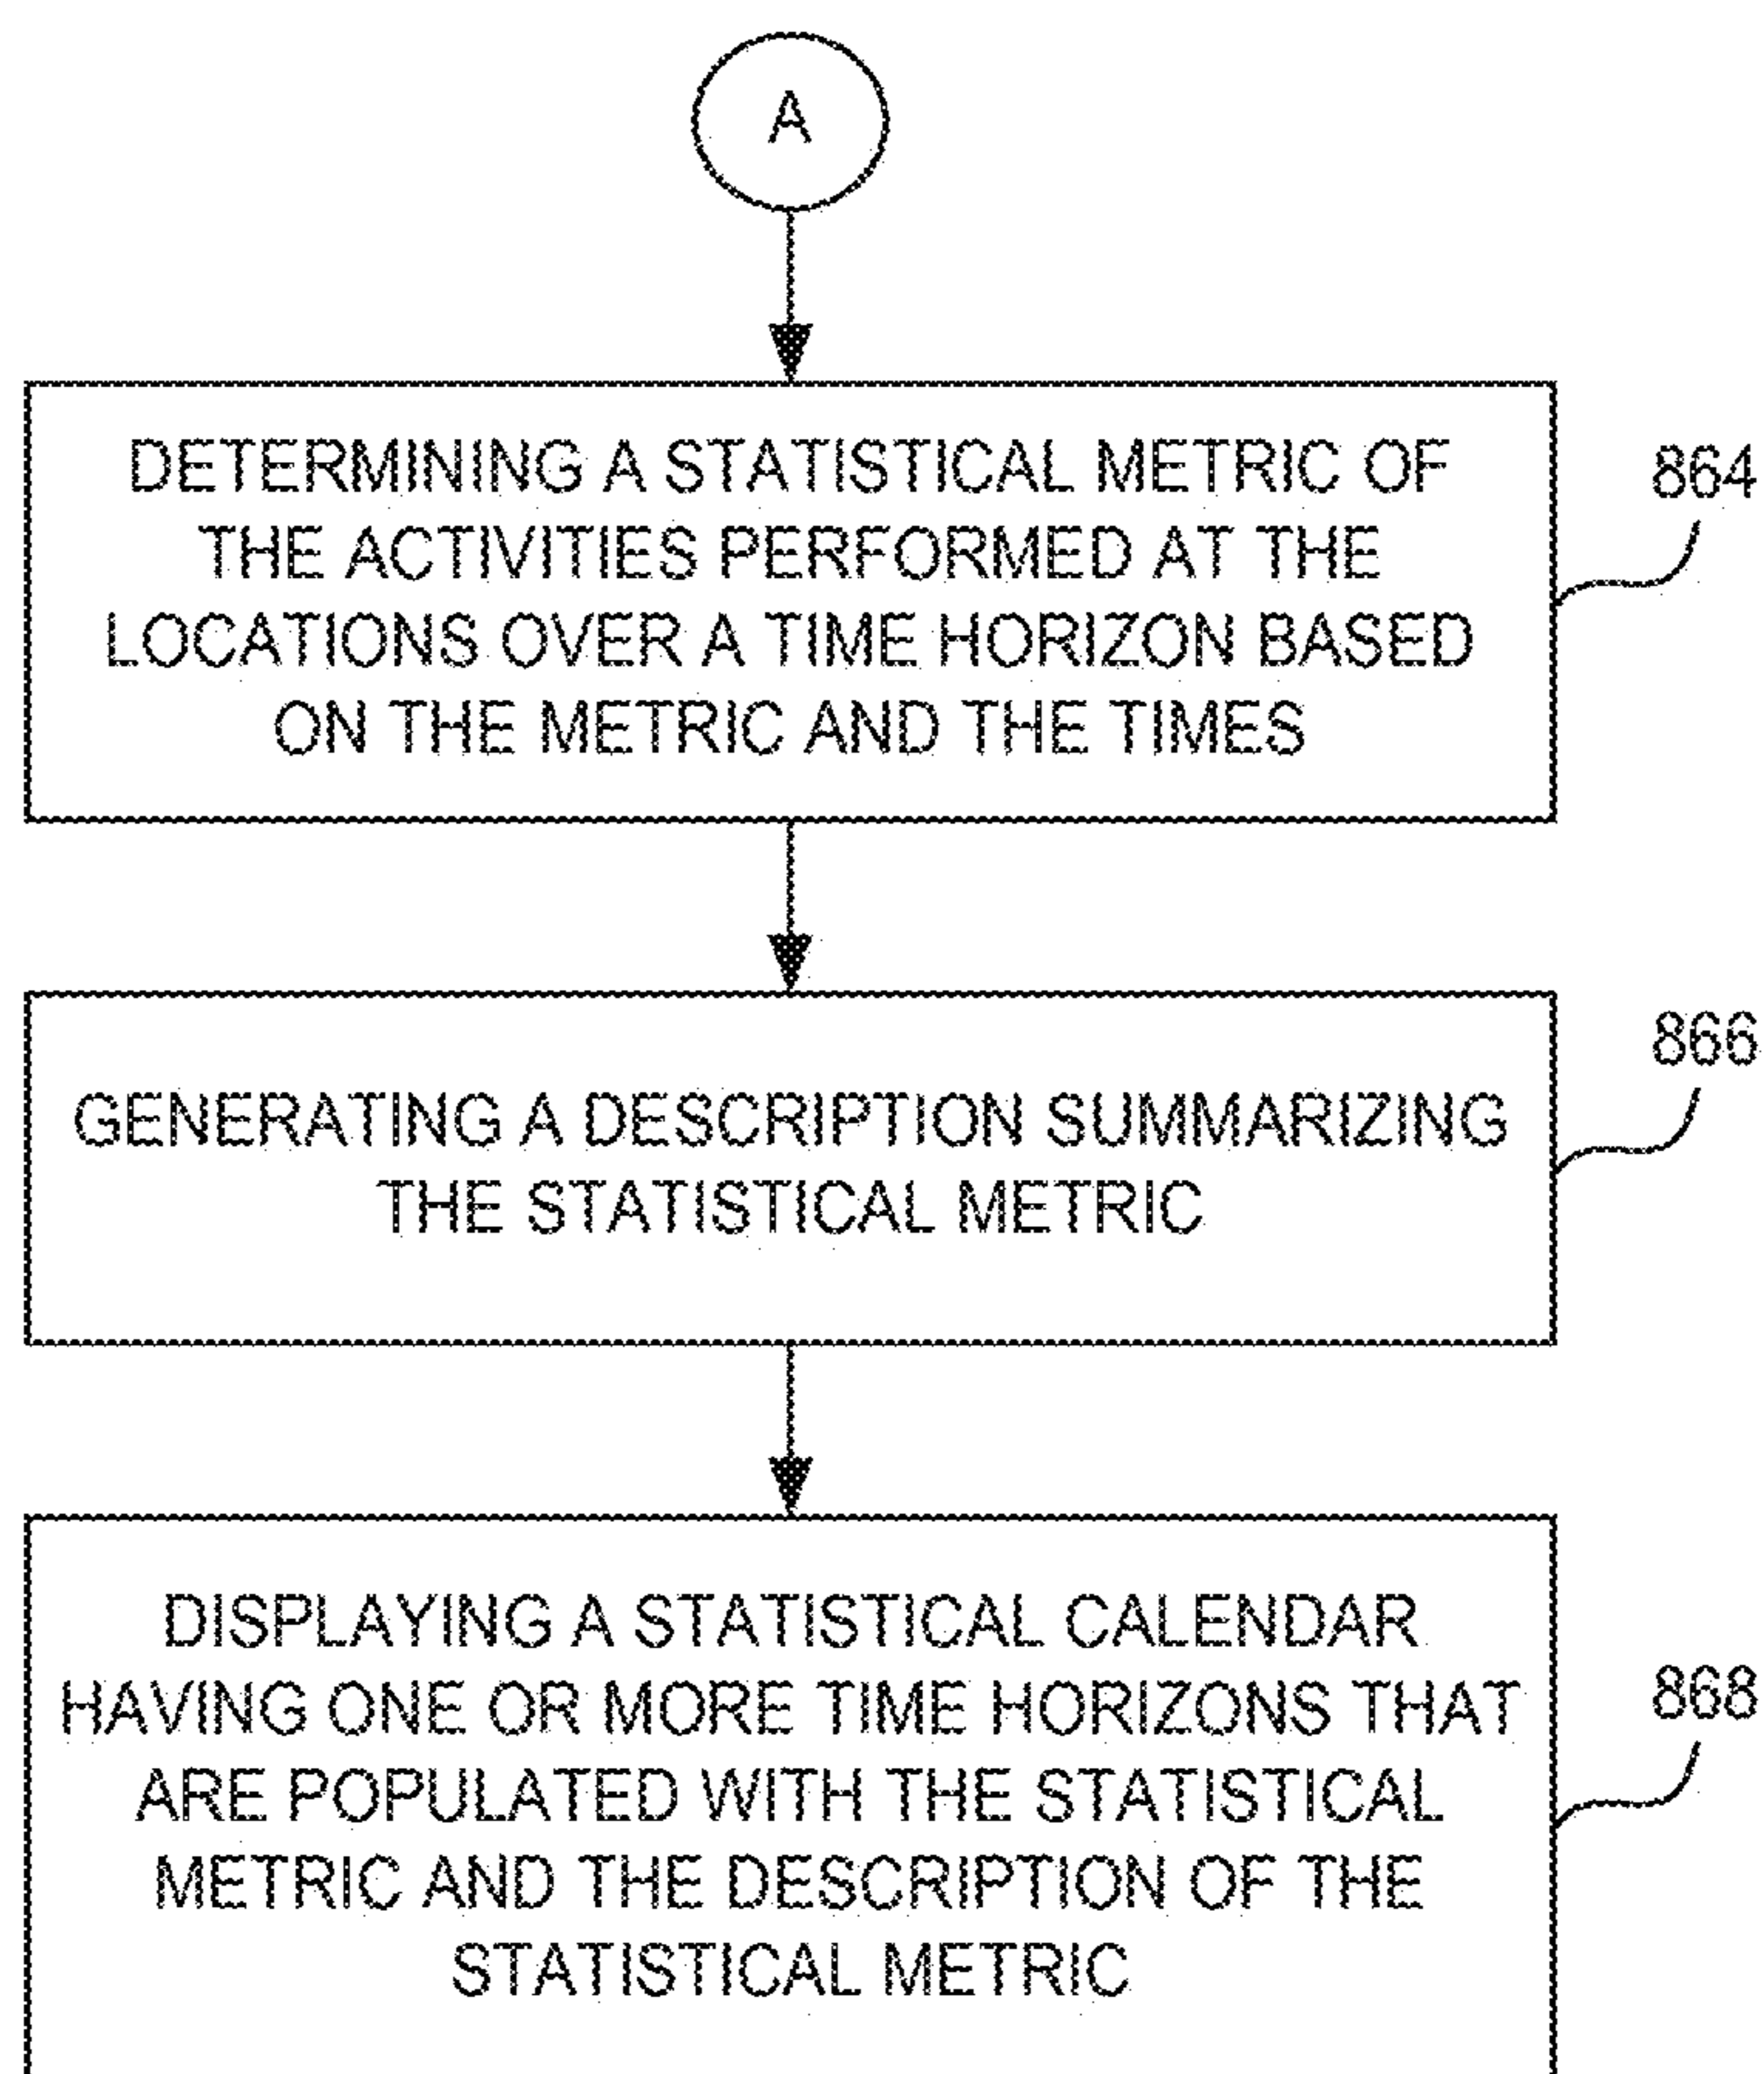 A
DETERMINING A STATISTICAL METRIC OF
THE ACTIVITIES PERFORMED AT THE
LOCATIONS OVER A TIME HORIZON BASED
ON THE METRIC AND THE TIMES
864
GENERATING A DESCRIPTION SUMMARIZING
THE STATISTICAL METRIC
866
DISPLAYING A STATISTICAL CALENDAR
HAVING ONE OR MORE TIME HORIZONS THAT
ARE POPULATED WITH THE STATISTICAL
METRIC AND THE DESCRIPTION OF THE
STATISTICAL METRIC
868